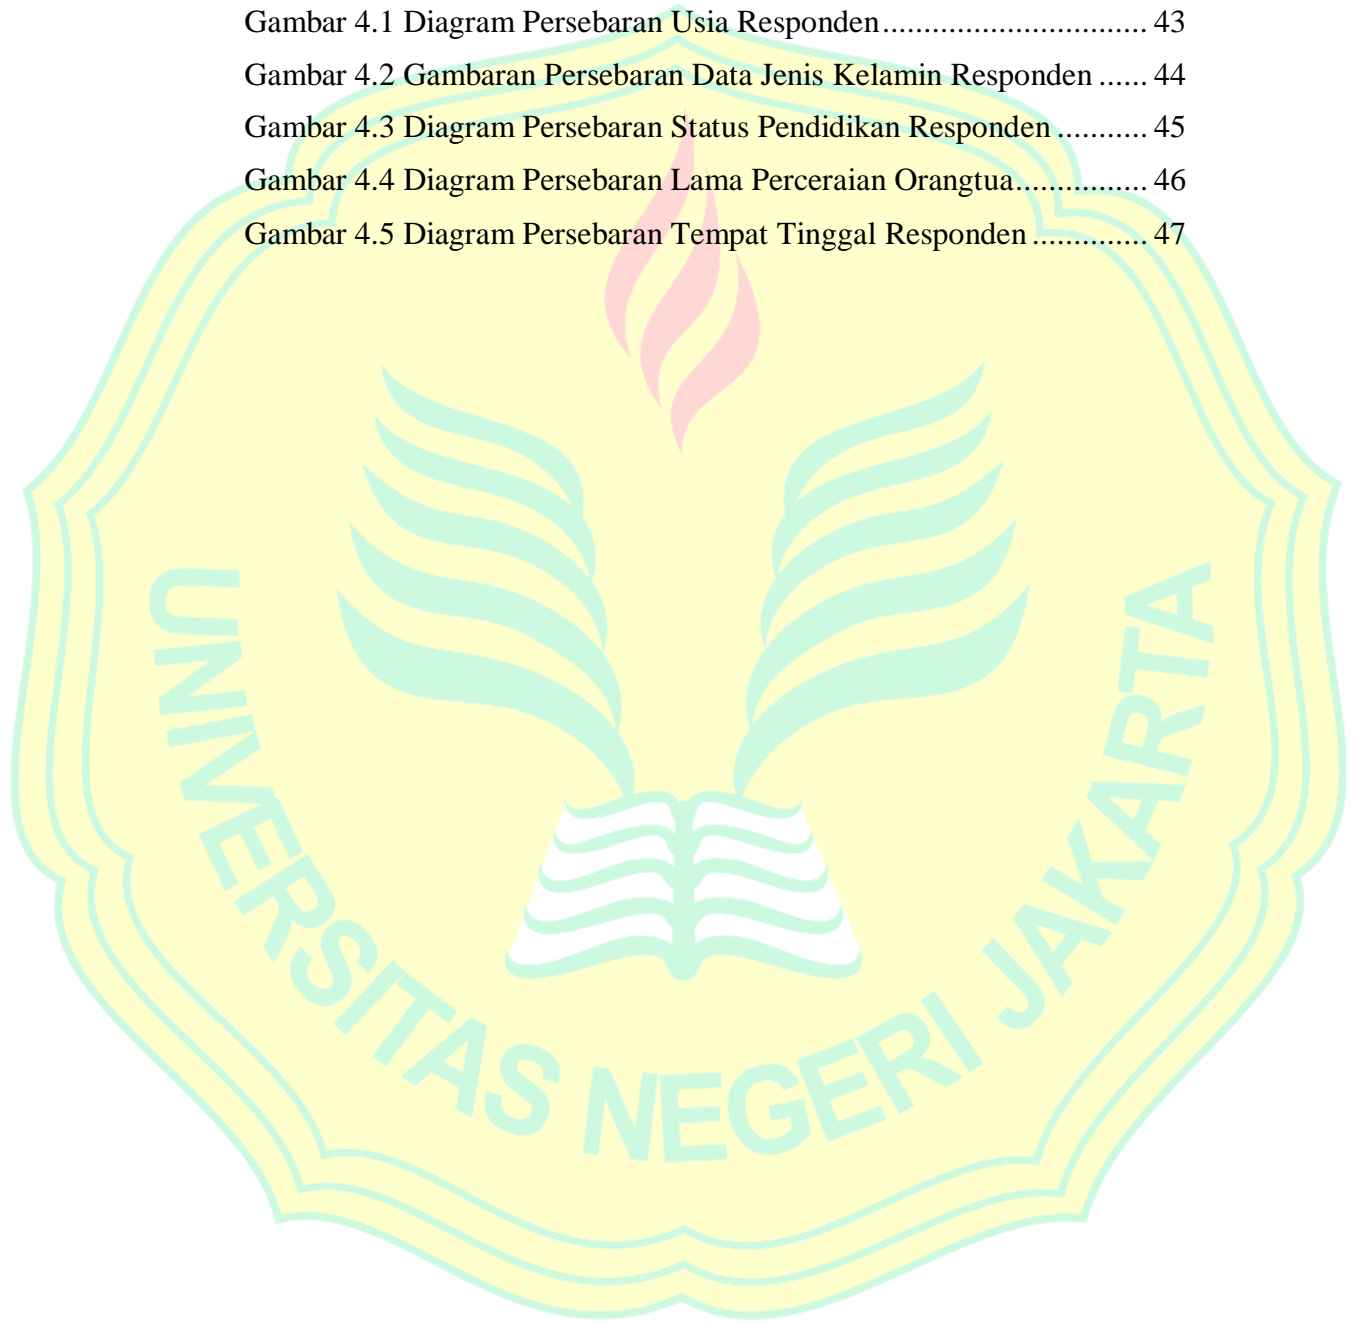 Gambar 4.1 Diagram Persebaran Usia Responden................................ 43
Gambar 4.2 Gambaran Persebaran Data Jenis Kelamin Responden ...... 44
Gambar 4.3 Diagram Persebaran Status Pendidikan Responden ........... 45
Gambar 4.4 Diagram Persebaran Lama Perceraian Orangtua................ 46
Gambar 4.5 Diagram Persebaran Tempat Tinggal Responden .............. 47
UNIVERSITAS NEGERI JAKARTA